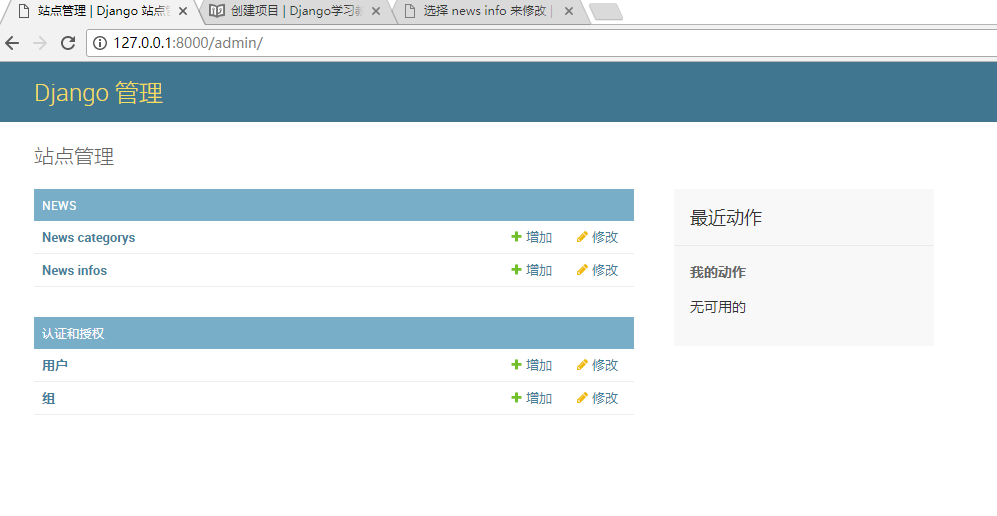 站点管理 | Django 站点
创建项目 | Django学习
选择 news info 来修改 |
127.0.0.1:8000/admin/
Django 管理
站点管理
NEWS
News categorys 增加 修改
News infos 增加 修改
认证和授权
用户 增加 修改
组 增加 修改
最近动作
我的动作
无可用的